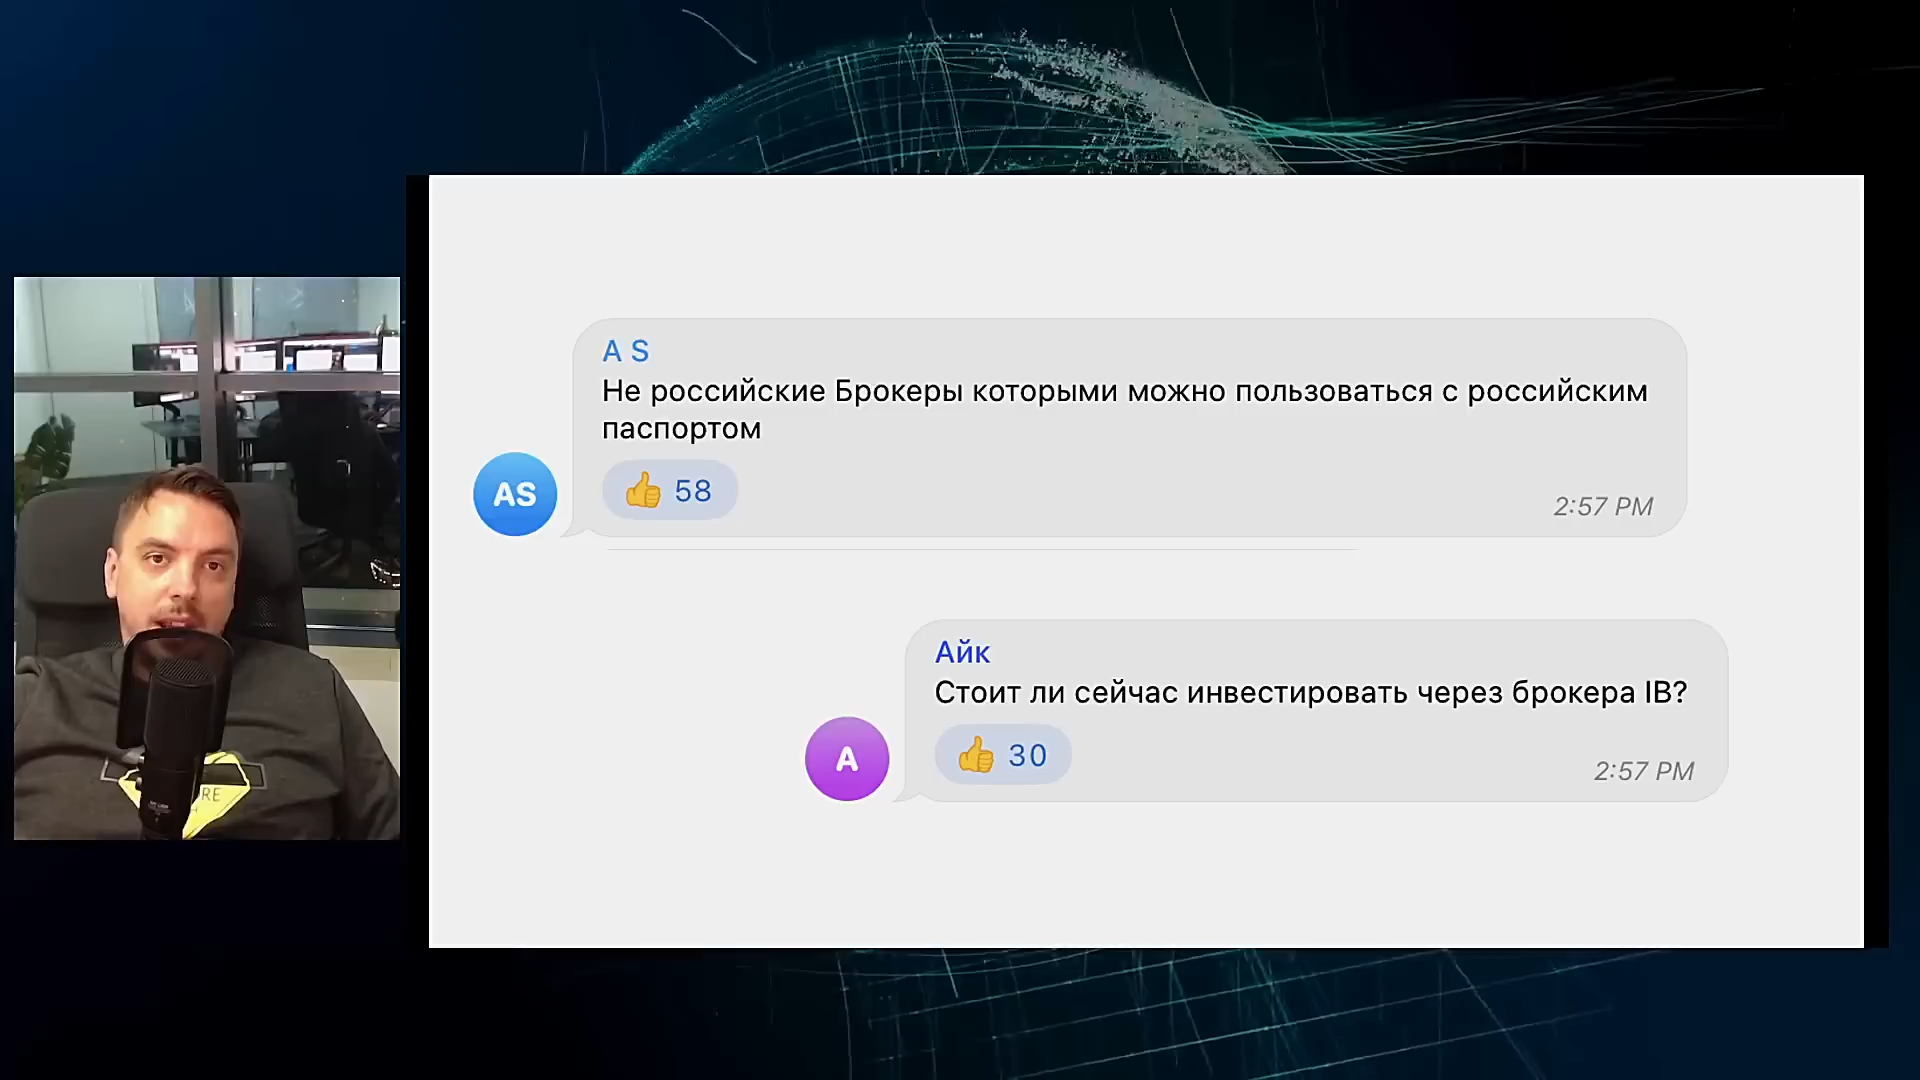 A S
Не российские Брокеры которыми можно пользоваться с российским
паспортом
AS
👍 58
2:57 PM
Айк
Стоит ли сейчас инвестировать через брокера IB?
A
👍 30
2:57 PM